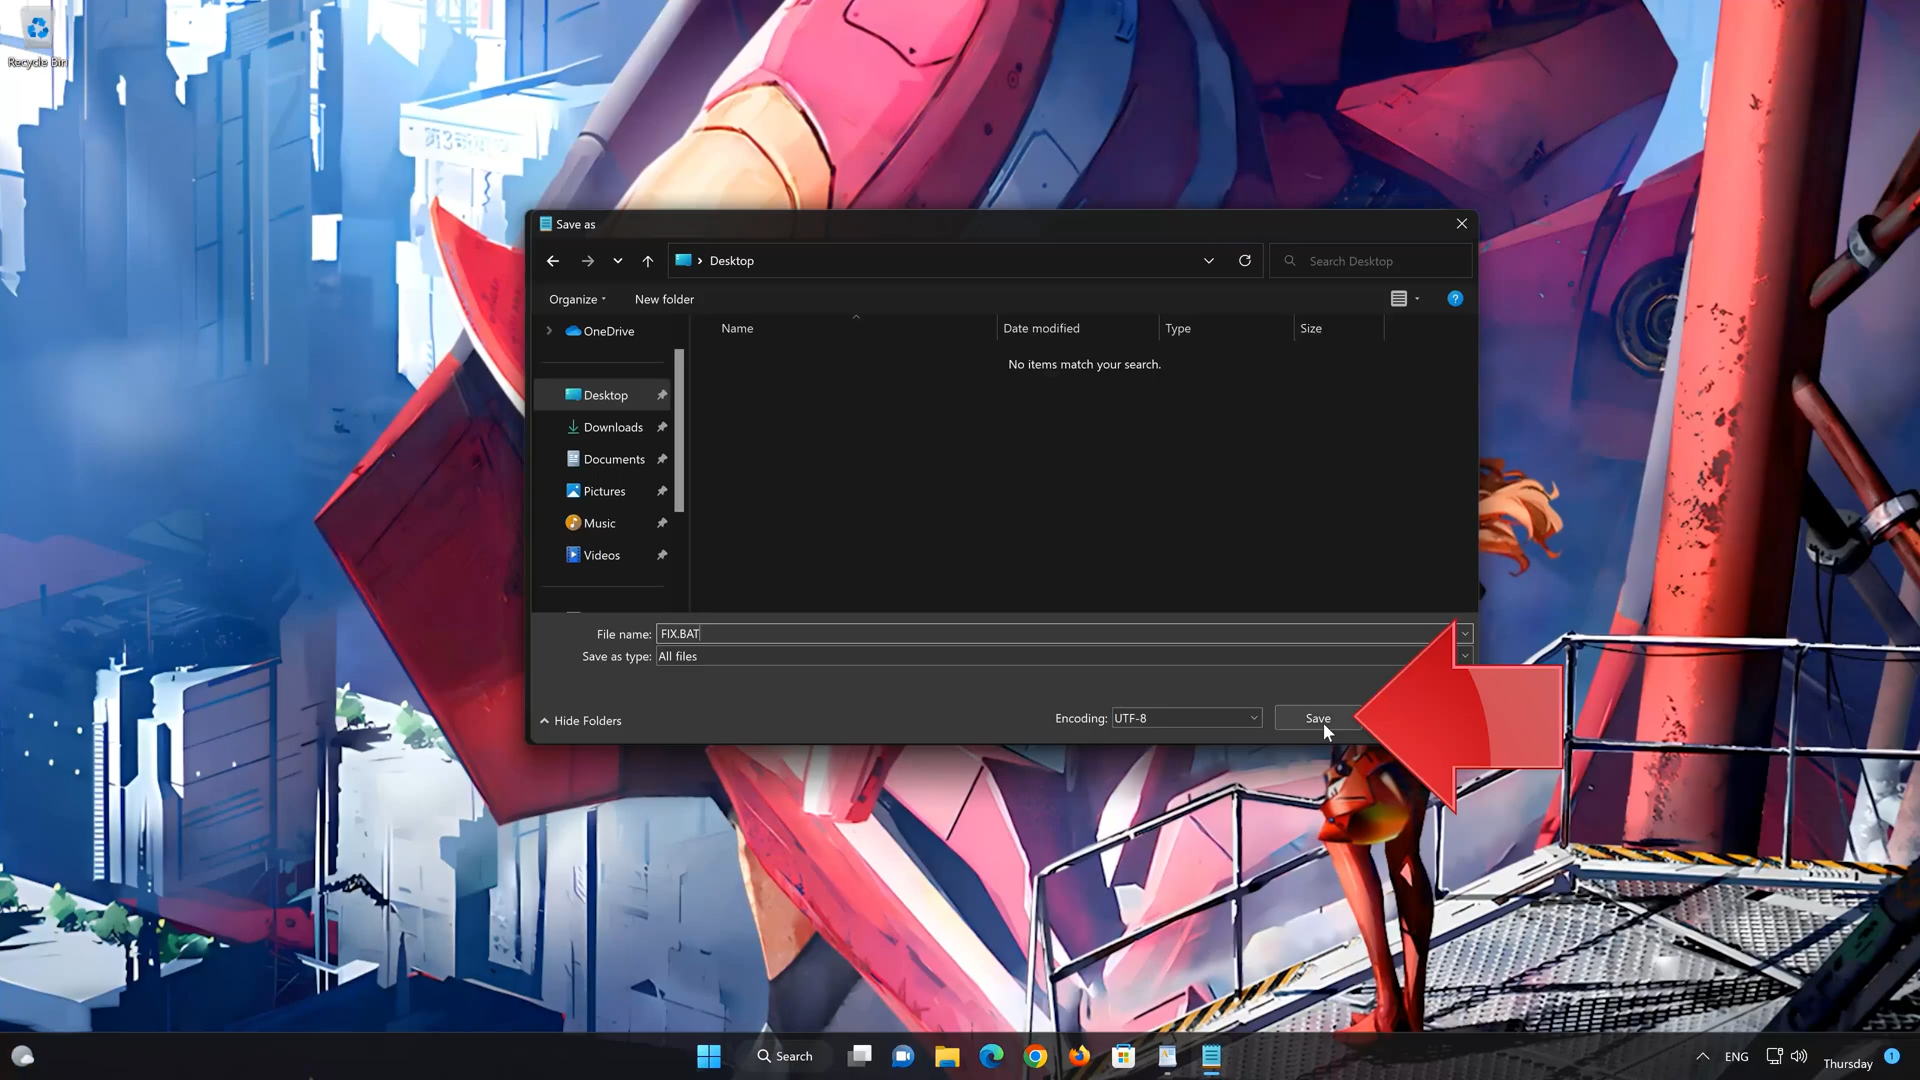 Recycle Bin
Save as
Desktop
Search Desktop
Organize
New folder
OneDrive
Desktop
Downloads
Documents
Pictures
Music
Videos
Name
Date modified
Type
Size
No items match your search.
File name: FIX.BAT
Save as type: All files
Hide Folders
Encoding: UTF-8
Save
Search
ENG
Thursday
1